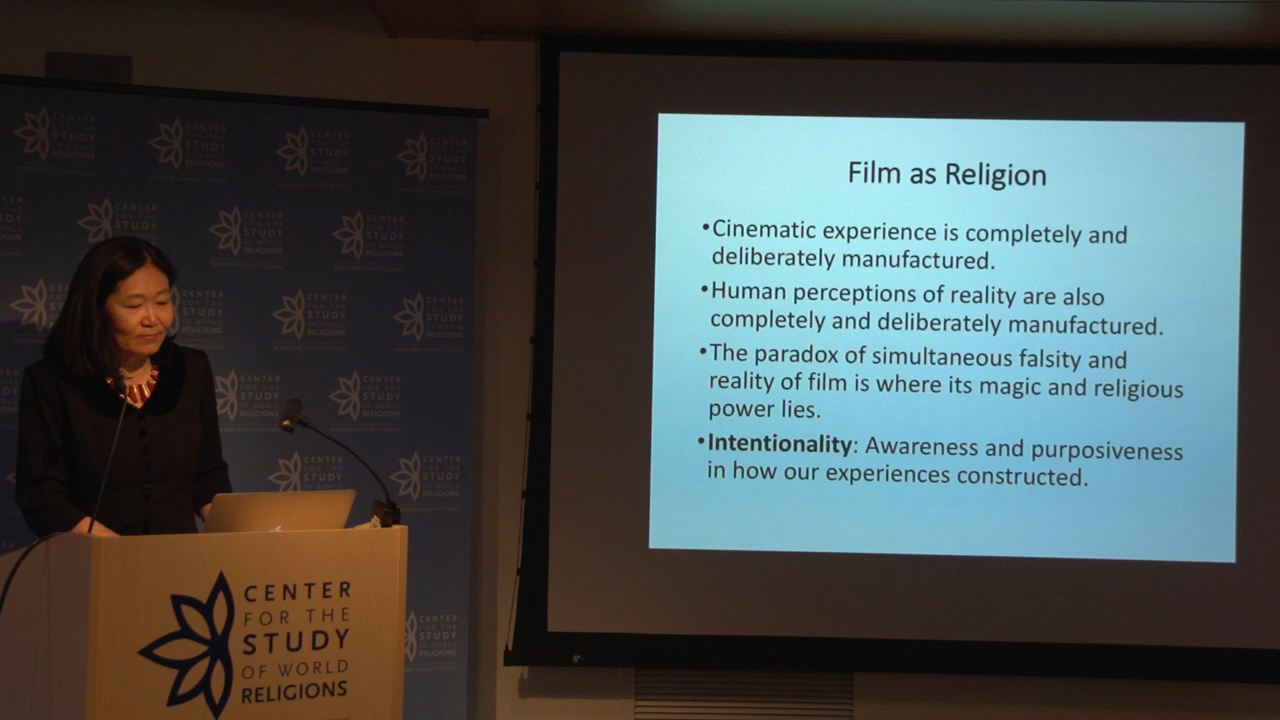 Film as Religion
•Cinematic experience is completely and
deliberately manufactured.
•Human perceptions of reality are also
completely and deliberately manufactured.
•The paradox of simultaneous falsity and
reality of film is where its magic and religious
power lies.
•Intentionality: Awareness and purposiveness
in how our experiences constructed.
CENTER
FOR THE
STUDY
OF WORLD
RELIGIONS